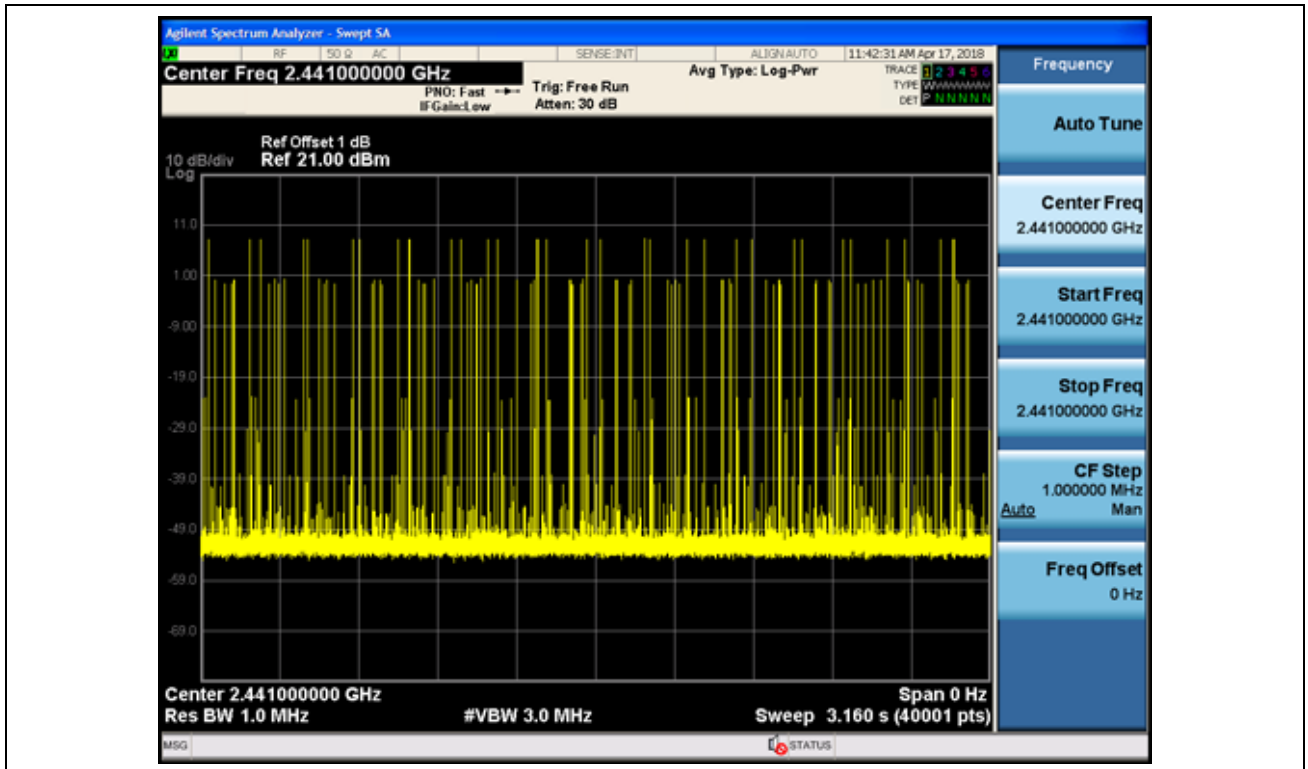 Agilent Spectrum Analyzer - Swept SA
RF 50 Ω AC SENSE:INT ALIGNAUTO 11:42:31 AM Apr 17, 2018
Center Freq 2.441000000 GHz
Avg Type: Log-Pwr
TRACE 1 2 3 4 5 6
PNO: Fast
Trig: Free Run
TYPE
IFGain:Low
Atten: 30 dB
DET P N N N N N
Ref Offset 1 dB
10 dB/div Ref 21.00 dBm
Log
11.0
1.00
-9.00
-19.0
-29.0
-39.0
-49.0
-59.0
-69.0
Center 2.441000000 GHz Span 0 Hz
Res BW 1.0 MHz #VBW 3.0 MHz Sweep 3.160 s (40001 pts)
MSG STATUS
Frequency
Auto Tune
Center Freq
2.441000000 GHz
Start Freq
2.441000000 GHz
Stop Freq
2.441000000 GHz
CF Step
1.000000 MHz
Auto Man
Freq Offset
0 Hz